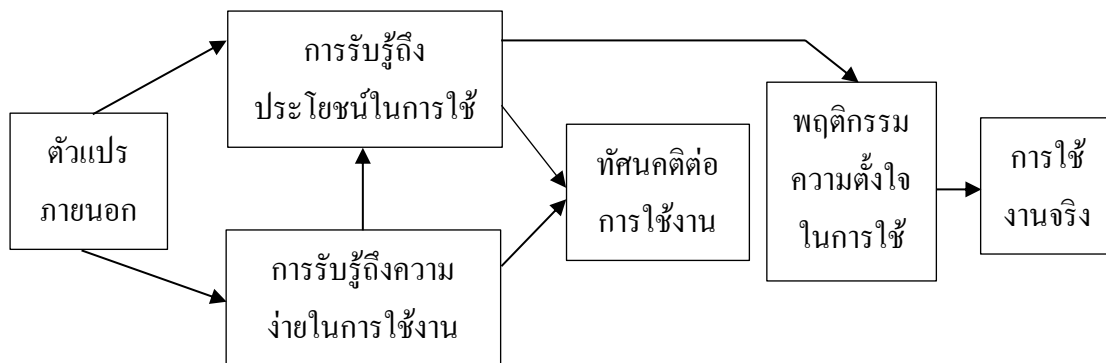 ตัวแปร
ภายนอก
การรับรู้ถึง
ประโยชน์ในการใช้
การรับรู้ถึงความ
ง่ายในการใช้งาน
ทัศนคติต่อ
การใช้งาน
พฤติกรรม
ความตั้งใจ
ในการใช้
การใช้
งานจริง